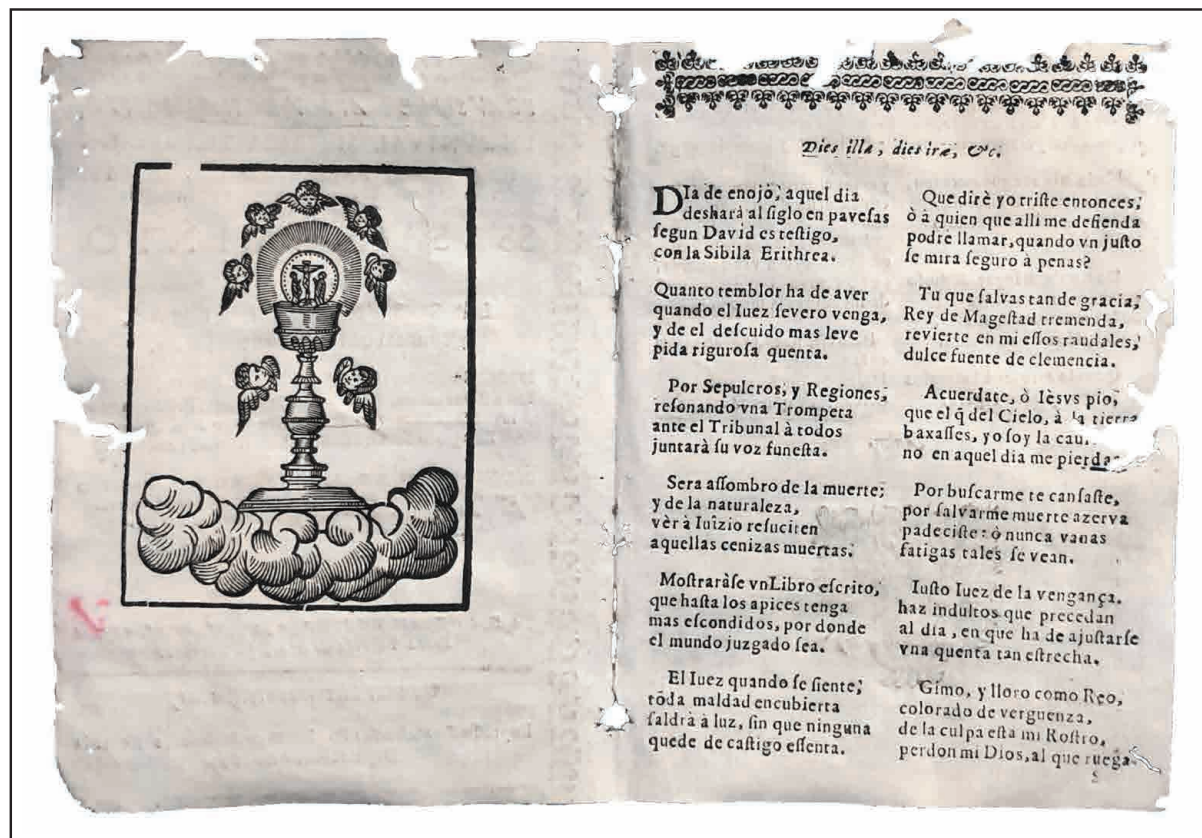 Dies illa, dies iræ, &c.
DIa de enojo, aquel dia
desharà al ſiglo en paveſas
ſegun David es teſtigo,
con la Sibila Erithrea.
Quanto temblor ha de aver
quando el Iuez ſevero venga,
y de el deſcuido mas leve
pida riguroſa quenta.
Por Sepulcros, y Regiones,
reſonando vna Trompeta
ante el Tribunal à todos
juntarà ſu voz funeſta.
Sera aſſombro de la muerte;
y de la naturaleza,
vèr à Iuîzio reſuciten
aquellas cenizas muertas.
Moſtraràſe vnLibro eſcrito,
que haſta los apices tenga
mas eſcondidos, por donde
el mundo juzgado ſea.
El Iuez quando ſe ſiente,
toda maldad encubierta
ſaldrà à luz, ſin que ninguna
quede de caſtigo eſſenta.
Que dirè yo triſte entonces,
ò à quien que alli me defienda
podrè llamar, quando vn juſto
ſe mira ſeguro à penas?
Tu que ſalvas tan de gracia,
Rey de Mageſtad tremenda,
revierte en mi eſſos raudales,
dulce fuente de clemencia.
Acuerdate, ò Ièsvs pio,
que el q̃ del Cielo, à la tierra
baxaſſes, yo ſoy la
no en aquel dia me pierda
Por buſcarme te canſaſte,
por ſalvarme muerte azerva
padeciſte: ò nunca vanas
fatigas tales ſe vean.
Iuſto Iuez de la vengança.
haz indultos que precedan
al dia, en que ha de ajuſtarſe
vna quenta tan eſtrecha.
Gimo, y lloro como Reo,
colorado de verguenza,
de la culpa eſta mi Roſtro,
perdon mi Dios, al que ruega